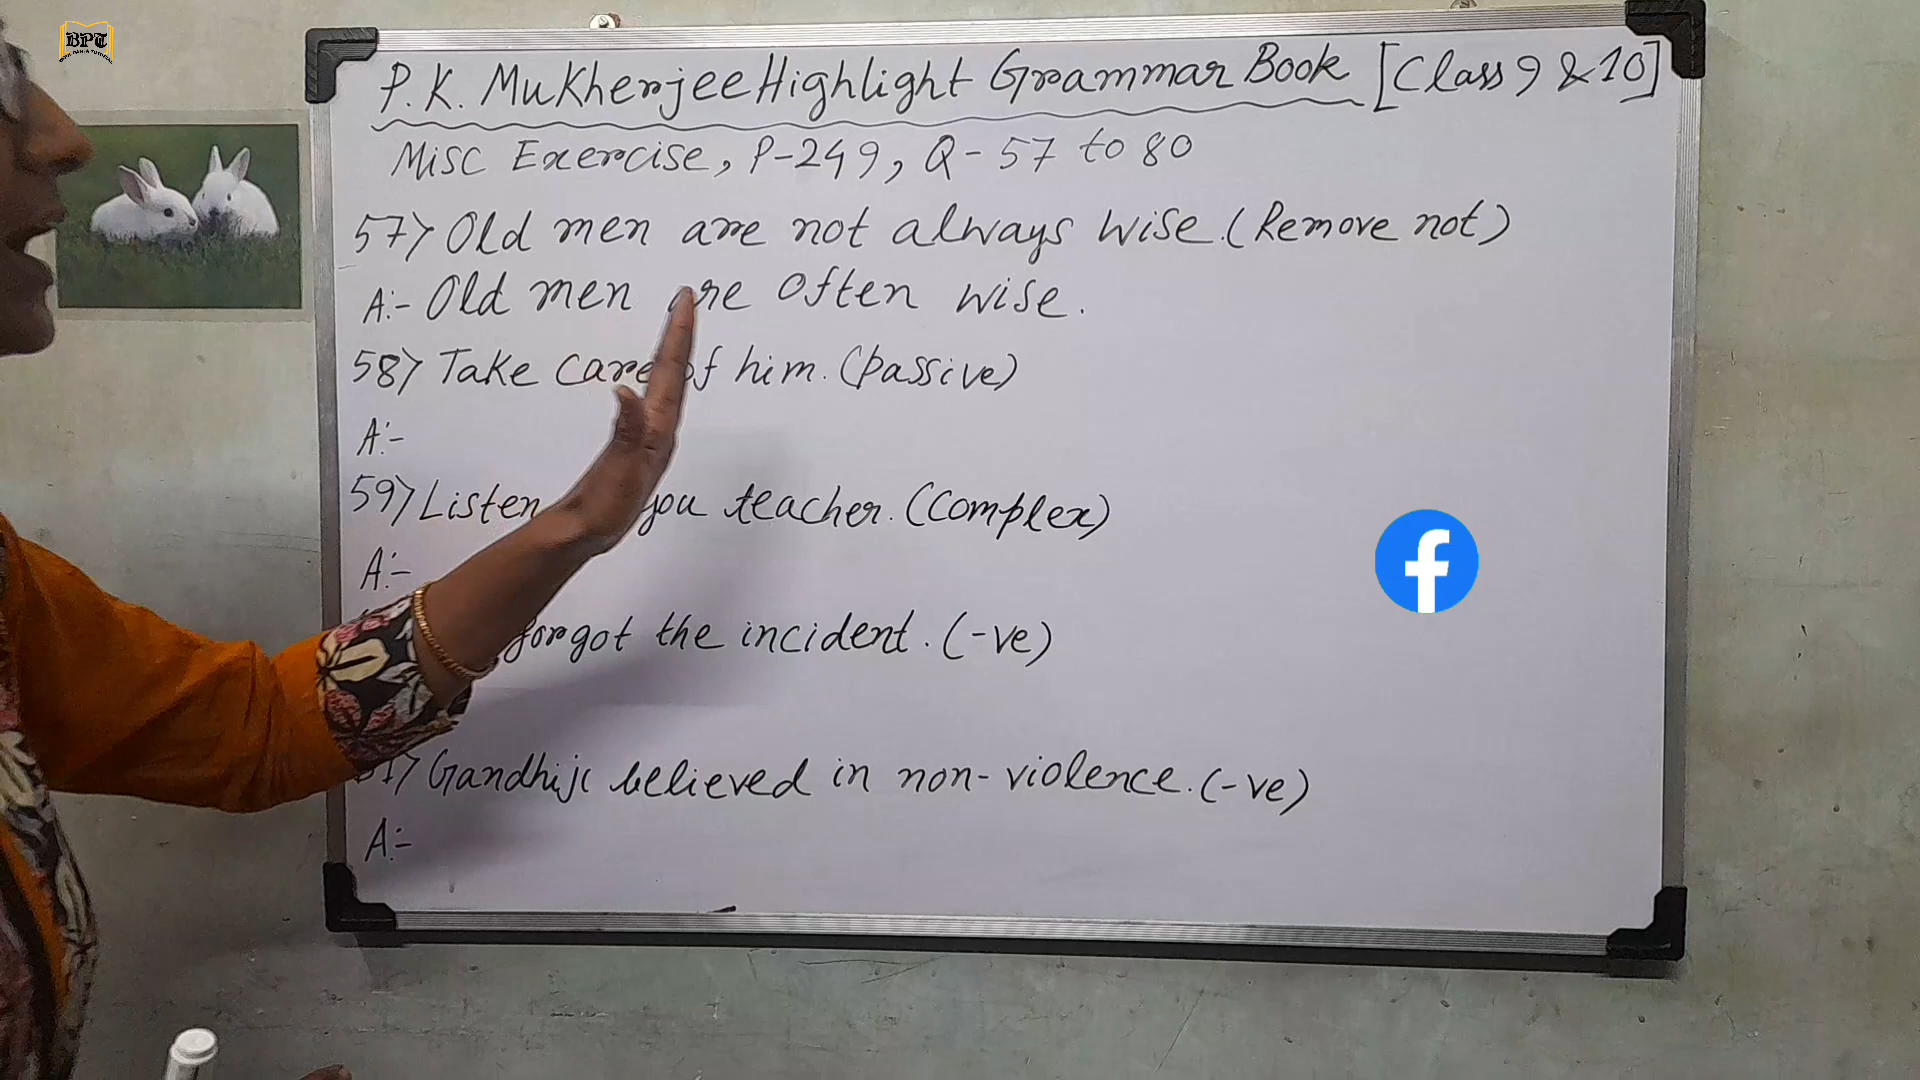 BPT
P.K. Mukherjee Highlight Grammar Book [Class 9 & 10]
Misc Exercise, P-249, Q-57 to 80
57> Old men are not always wise. (Remove not)
A:- Old men are often wise.
58> Take care of him. (passive)
A:-
59> Listen you teacher. (Complex)
A:-
forgot the incident. (-ve)
Gandhiji believed in non-violence. (-ve)
A:-